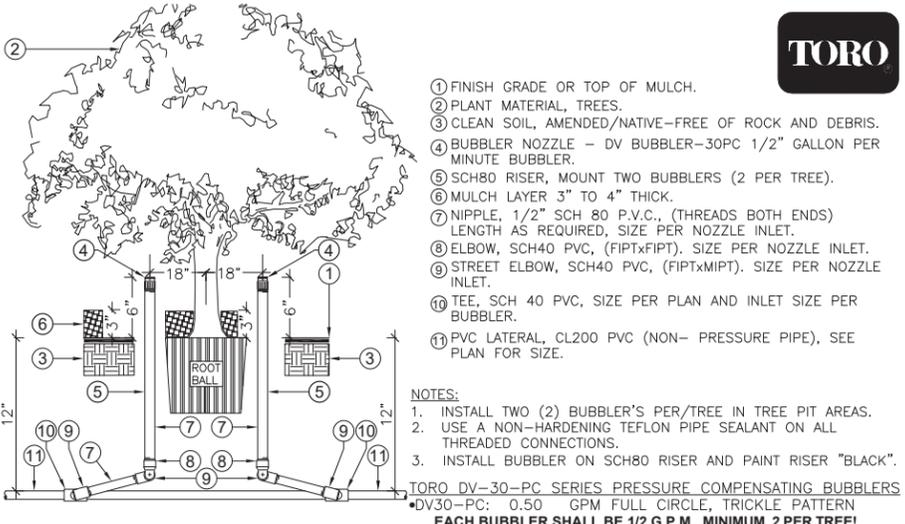 TORO
2
① FINISH GRADE OR TOP OF MULCH.
② PLANT MATERIAL, TREES.
③ CLEAN SOIL, AMENDED/NATIVE-FREE OF ROCK AND DEBRIS.
④ BUBBLER NOZZLE - DV BUBBLER-30PC 1/2" GALLON PER
MINUTE BUBBLER.
⑤ SCH80 RISER, MOUNT TWO BUBBLERS (2 PER TREE).
⑥ MULCH LAYER 3" TO 4" THICK.
⑦ NIPPLE, 1/2" SCH 80 P.V.C., (THREADS BOTH ENDS)
LENGTH AS REQUIRED, SIZE PER NOZZLE INLET.
⑧ ELBOW, SCH40 PVC, (FIPTxFIPT). SIZE PER NOZZLE INLET.
⑨ STREET ELBOW, SCH40 PVC, (FIPTxMIPT). SIZE PER NOZZLE
INLET.
⑩ TEE, SCH 40 PVC, SIZE PER PLAN AND INLET SIZE PER
BUBBLER.
⑪ PVC LATERAL, CL200 PVC (NON- PRESSURE PIPE), SEE
PLAN FOR SIZE.
4 18" 18" 4 1
6 3" 6" 3" 6"
3 ROOT 3
BALL
5 5
12" 12"
10 9 7 7 9 10
11 7 8 8 7 11
9
NOTES:
1. INSTALL TWO (2) BUBBLER'S PER/TREE IN TREE PIT AREAS.
2. USE A NON-HARDENING TEFLON PIPE SEALANT ON ALL
THREADED CONNECTIONS.
3. INSTALL BUBBLER ON SCH80 RISER AND PAINT RISER "BLACK".
TORO DV-30-PC SERIES PRESSURE COMPENSATING BUBBLERS
•DV30-PC: 0.50 GPM FULL CIRCLE, TRICKLE PATTERN
EACH BUBBLER SHALL BE 1/2 G.P.M. MINIMUM 2 PER TREE!